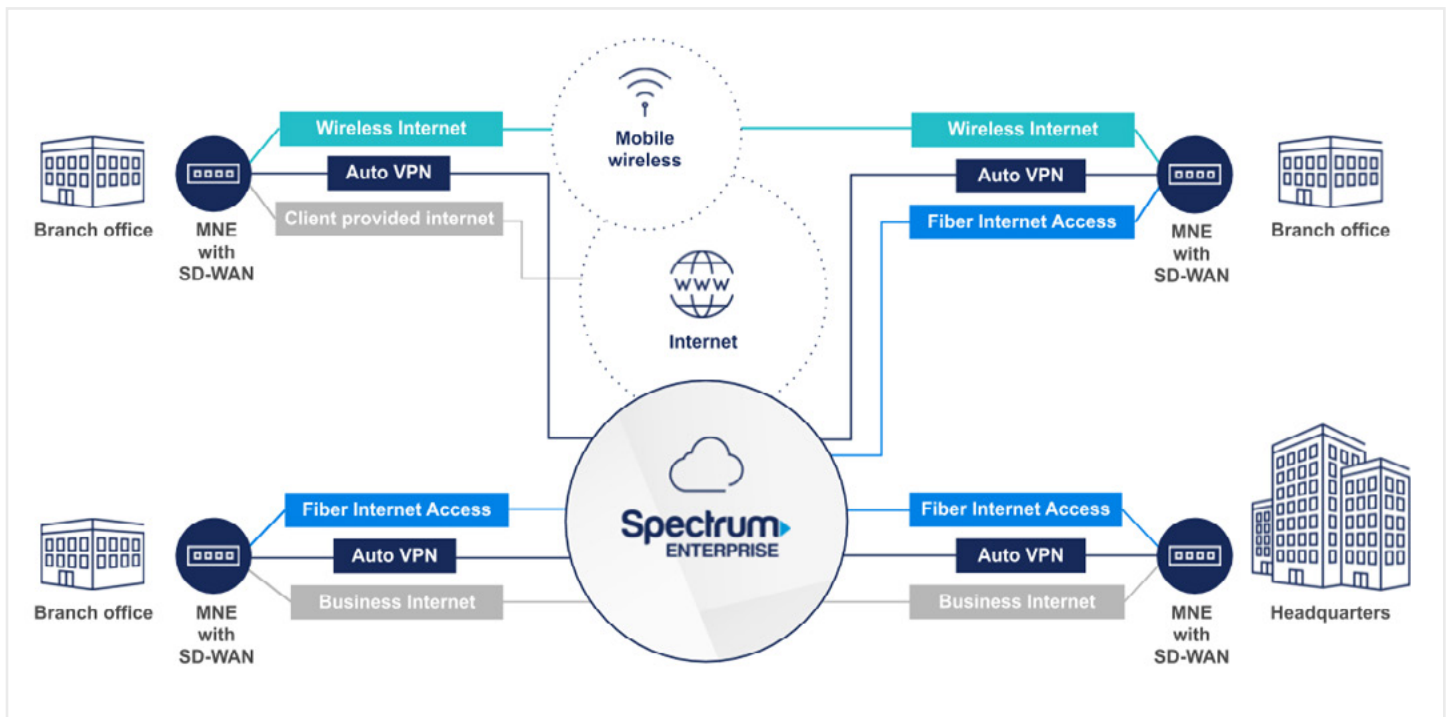 Mobile
wireless
Wireless Internet
Auto VPN
Client provided internet
Branch office
MNE
with
SD-WAN
Wireless Internet
Auto VPN
Fiber Internet Access
MNE
with
SD-WAN
Branch office
WWW
Internet
Spectrum
ENTERPRISE
Fiber Internet Access
Auto VPN
Business Internet
Branch office
MNE
with
SD-WAN
Fiber Internet Access
Auto VPN
Business Internet
MNE
with
SD-WAN
Headquarters